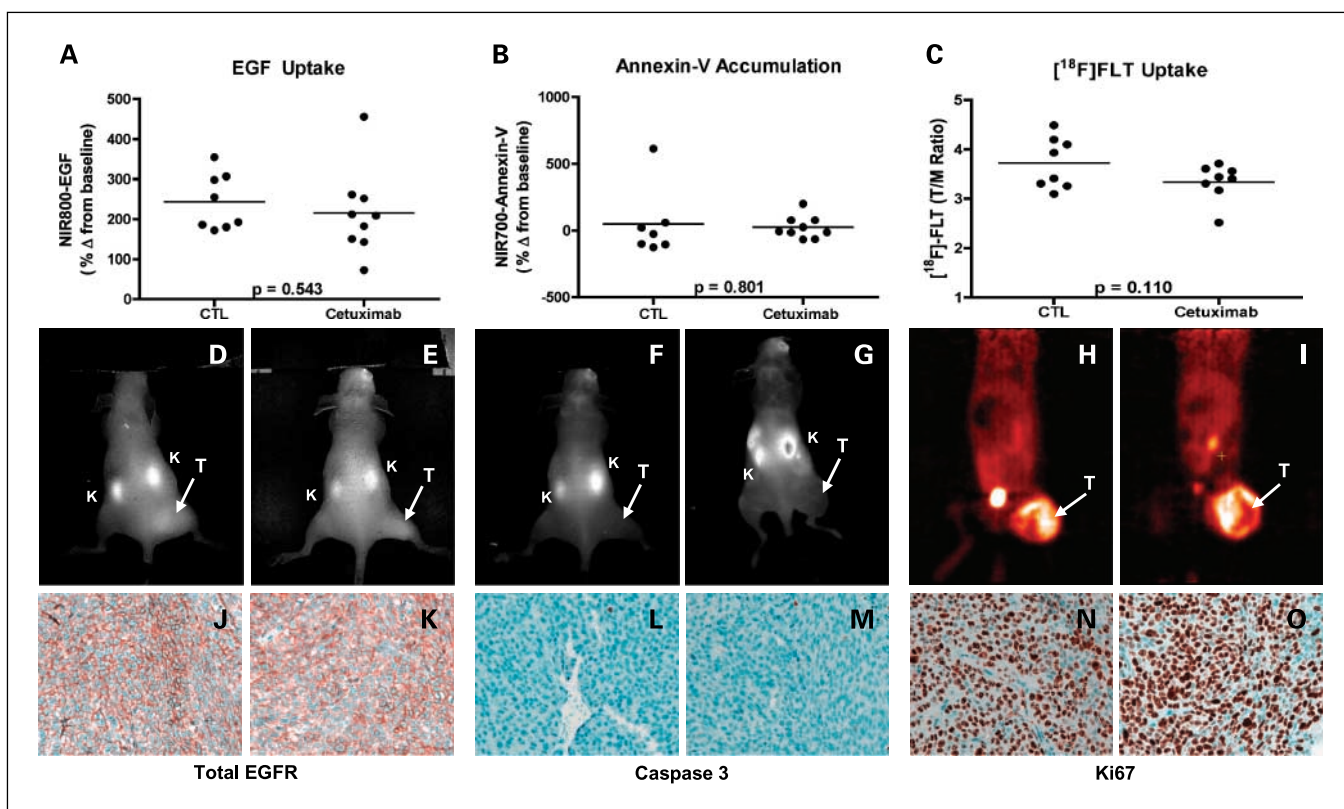 A
EGF Uptake
NIR800-EGF
(% Δ from baseline)
500
400
300
200
100
0
p = 0.543
CTL
Cetuximab
B
Annexin-V Accumulation
NIR700-Annexin-V
(% Δ from baseline)
1000
500
0
-500
p = 0.801
CTL
Cetuximab
C
[18F]FLT Uptake
[18F]-FLT (T/M Ratio)
5
4
3
2
1
p = 0.110
CTL
Cetuximab
D
K
K
T
E
K
K
T
F
K
K
T
G
K
K
T
H
T
I
T
J
K
Total EGFR
L
M
Caspase 3
N
O
Ki67